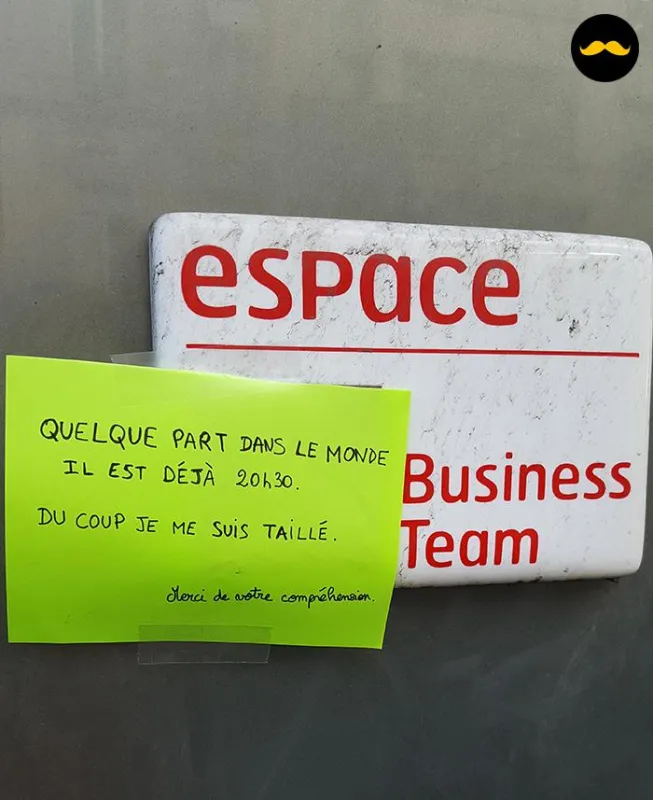 espace
Business
Team
QUELQUE PART DANS LE MONDE
IL EST DÉJÀ 20h30.
DU COUP JE ME SUIS TAILLÉ.
Merci de votre compréhension.